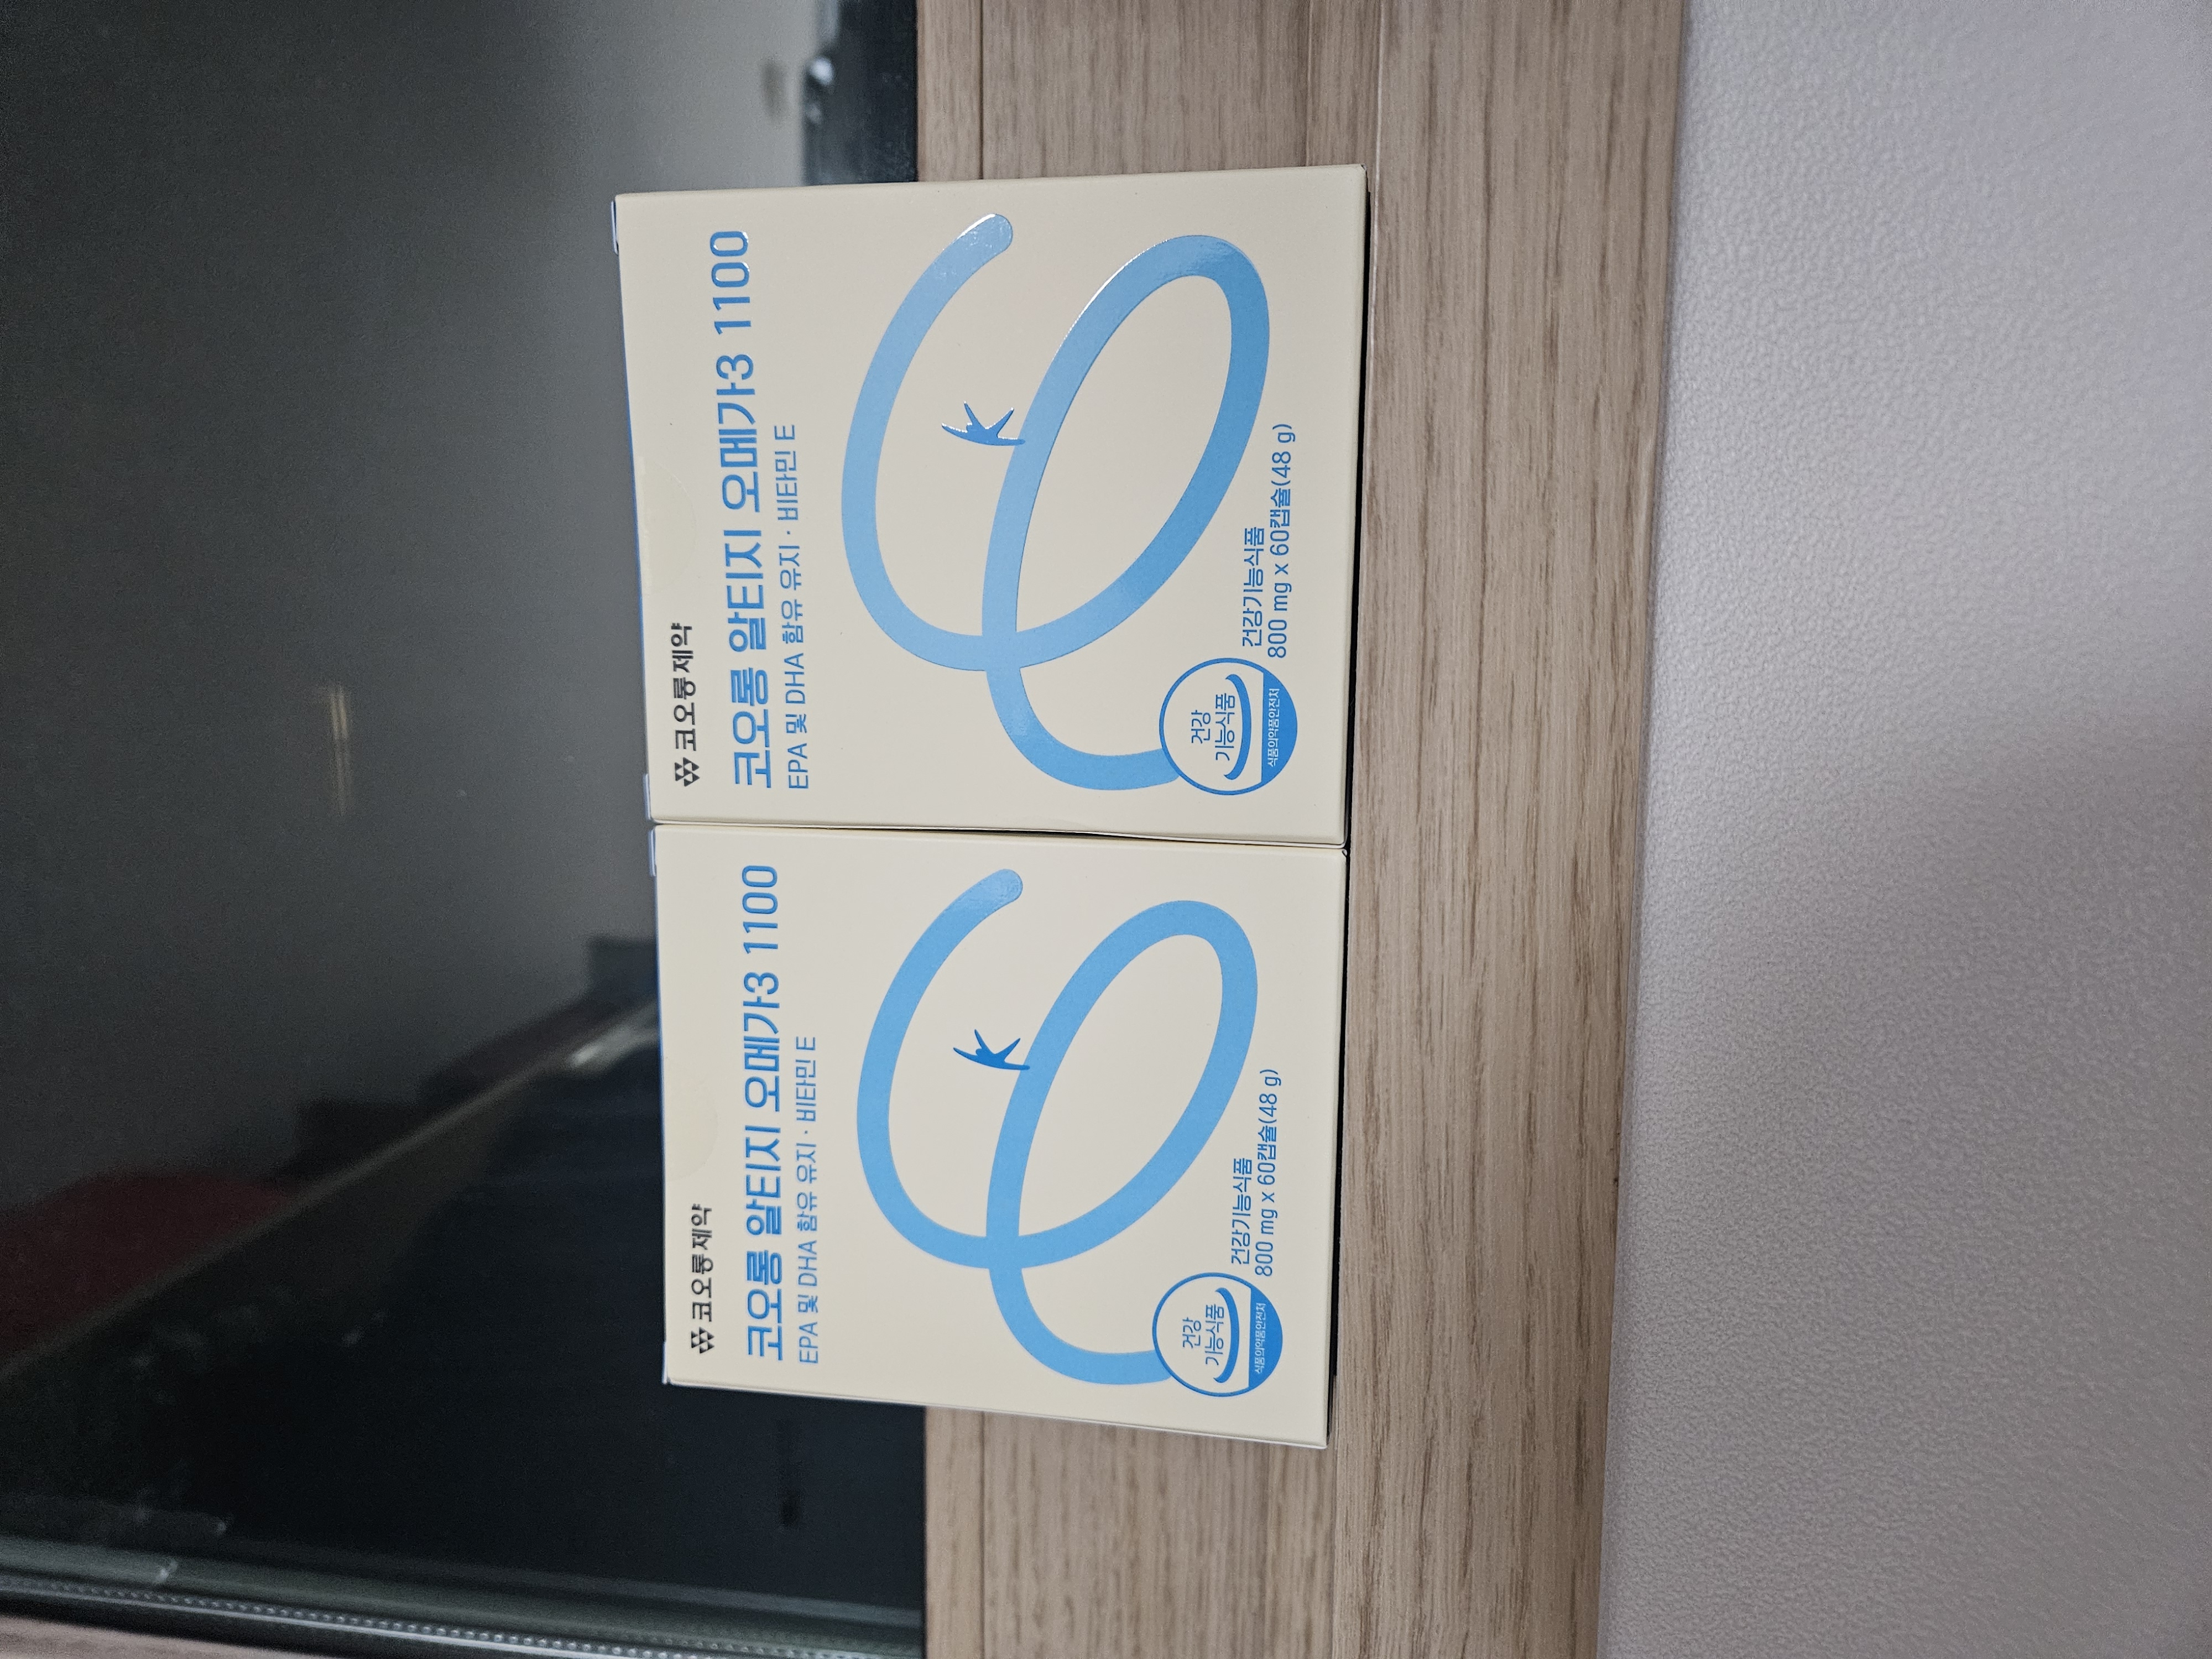 코오롱제약
코오롱 알티지 오메가3 1100
EPA 및 DHA 함유 유지 · 비타민 E
k
건강
기능식품
식품의약품안전처
건강기능식품
800 mg x 60캡슐(48 g)
코오롱제약
코오롱 알티지 오메가3 1100
EPA 및 DHA 함유 유지 · 비타민 E
k
건강
기능식품
식품의약품안전처
건강기능식품
800 mg x 60캡슐(48 g)